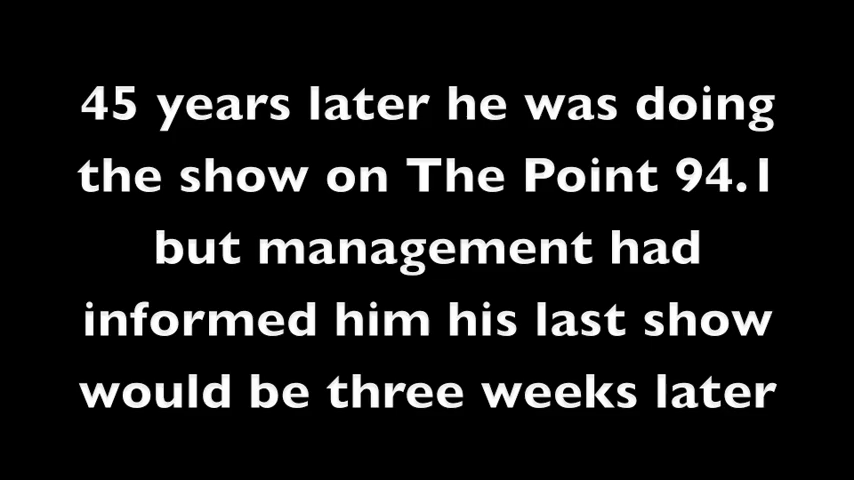 45 years later he was doing
the show on The Point 94.1
but management had
informed him his last show
would be three weeks later